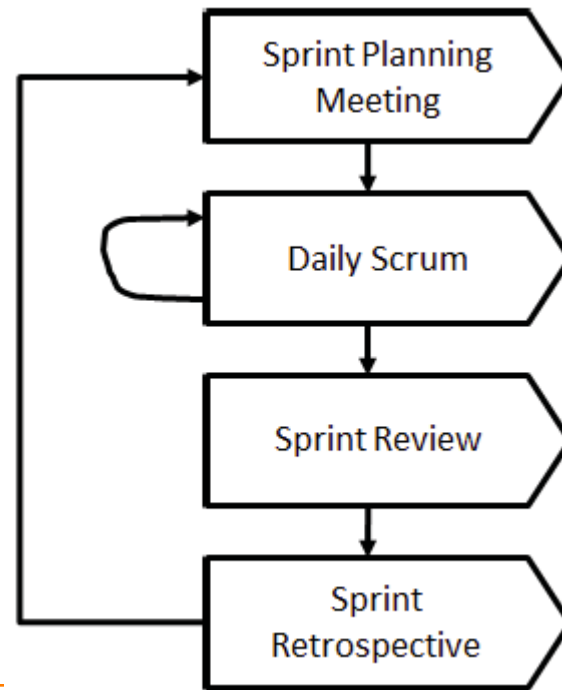 Sprint Planning
Meeting
Daily Scrum
Sprint Review
Sprint
Retrospective